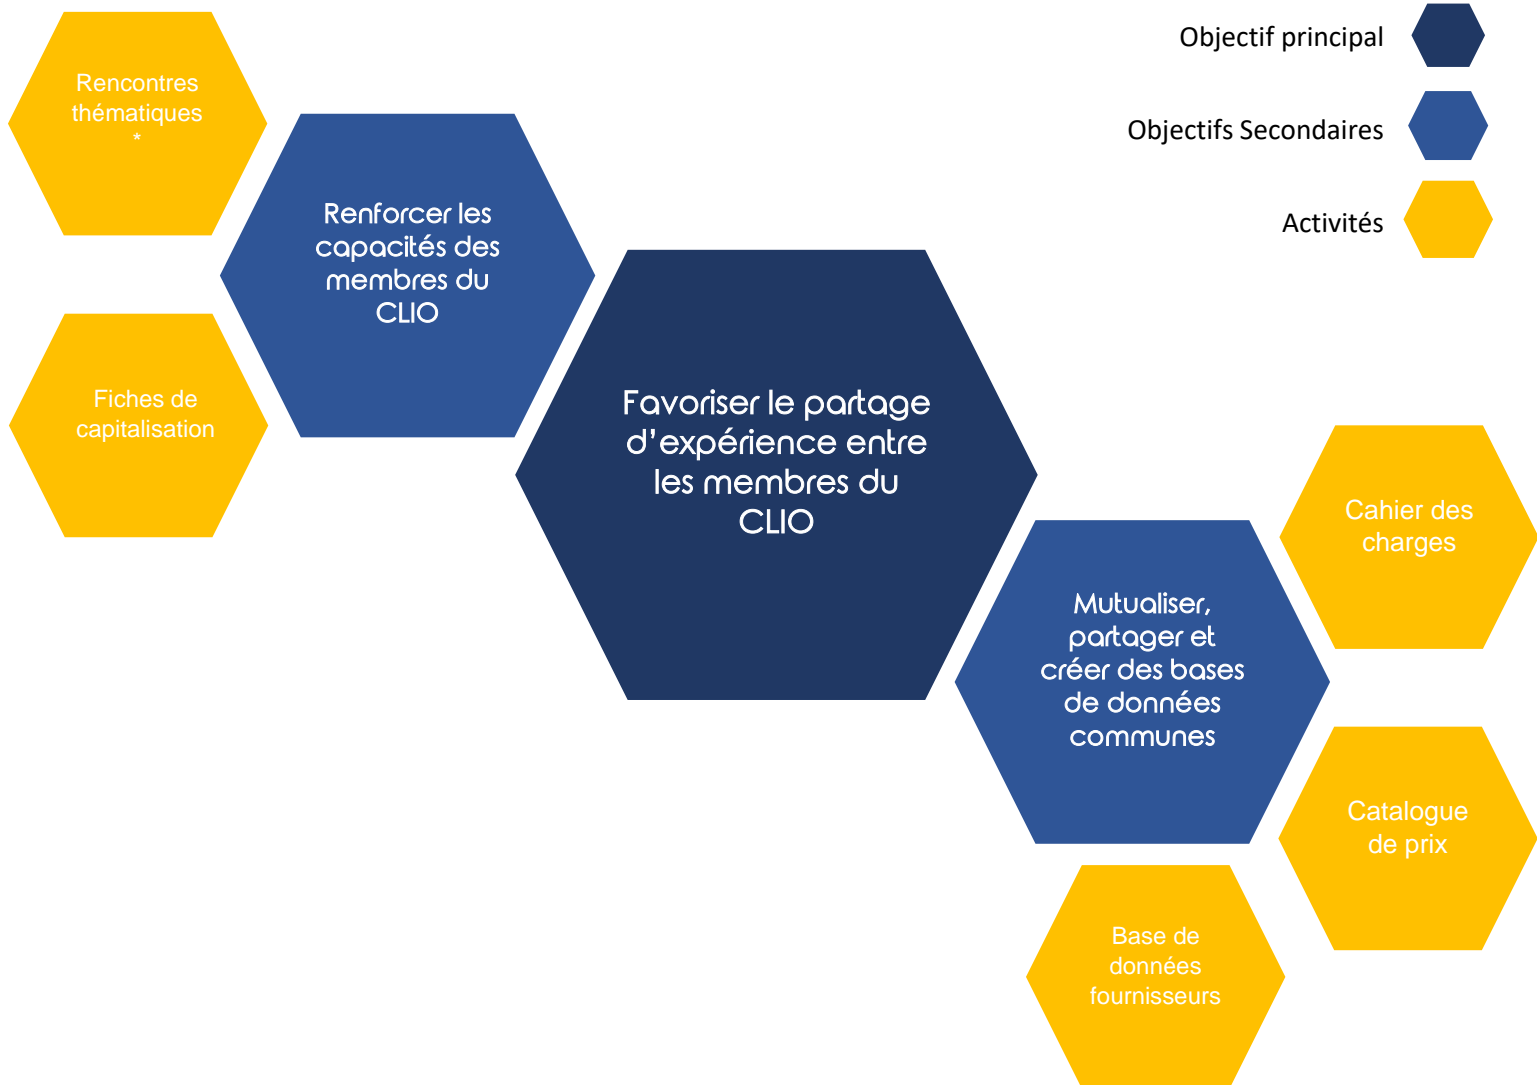 Objectif principal
Objectifs Secondaires
Activités
Rencontres
thématiques
*
Renforcer les
capacités des
membres du
CLIO
Fiches de
capitalisation
Favoriser le partage
d’expérience entre
les membres du
CLIO
Mutualiser,
partager et
créer des bases
de données
communes
Cahier des
charges
Catalogue
de prix
Base de
données
fournisseurs